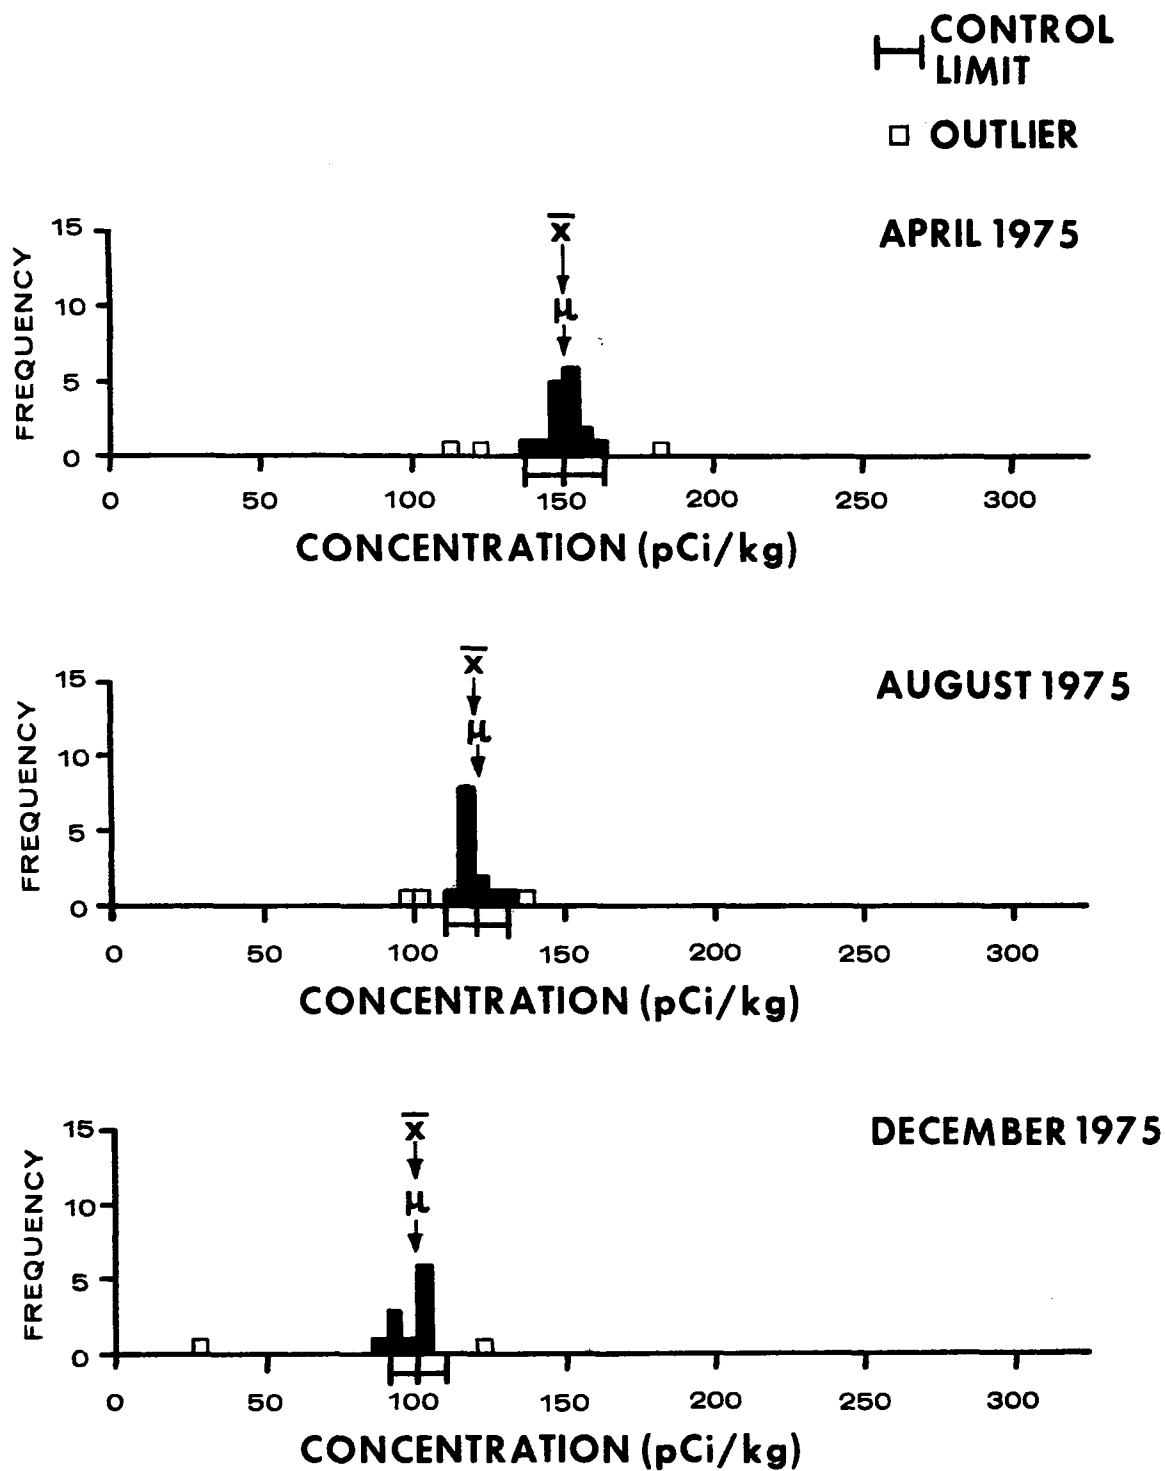 CONTROL
LIMIT
OUTLIER
APRIL 1975
x̄
μ
FREQUENCY
15
10
5
0
0 50 100 150 200 250 300
CONCENTRATION (pCi/kg)
AUGUST 1975
x̄
μ
FREQUENCY
15
10
5
0
0 50 100 150 200 250 300
CONCENTRATION (pCi/kg)
DECEMBER 1975
x̄
μ
FREQUENCY
15
10
5
0
0 50 100 150 200 250 300
CONCENTRATION (pCi/kg)